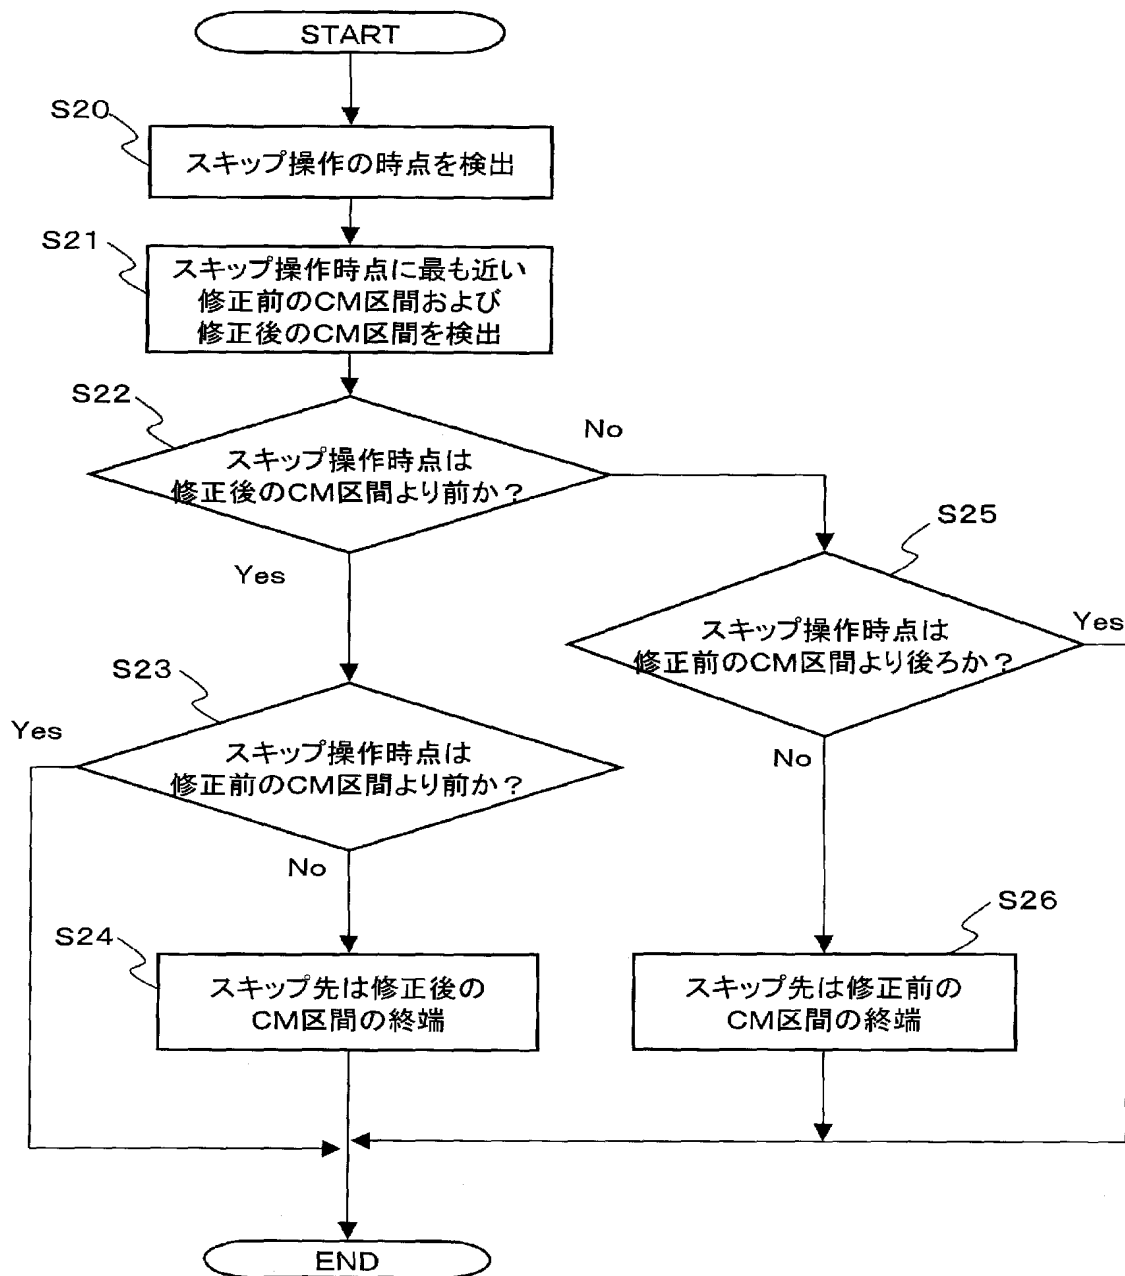 START
S20
スキップ操作の時点を検出
S21
スキップ操作時点に最も近い
修正前のCM区間および
修正後のCM区間を検出
S22
スキップ操作時点は
修正後のCM区間より前か?
No
Yes
S25
スキップ操作時点は
修正前のCM区間より後ろか?
Yes
No
S23
スキップ操作時点は
修正前のCM区間より前か?
Yes
No
S24
スキップ先は修正後の
CM区間の終端
S26
スキップ先は修正前の
CM区間の終端
END